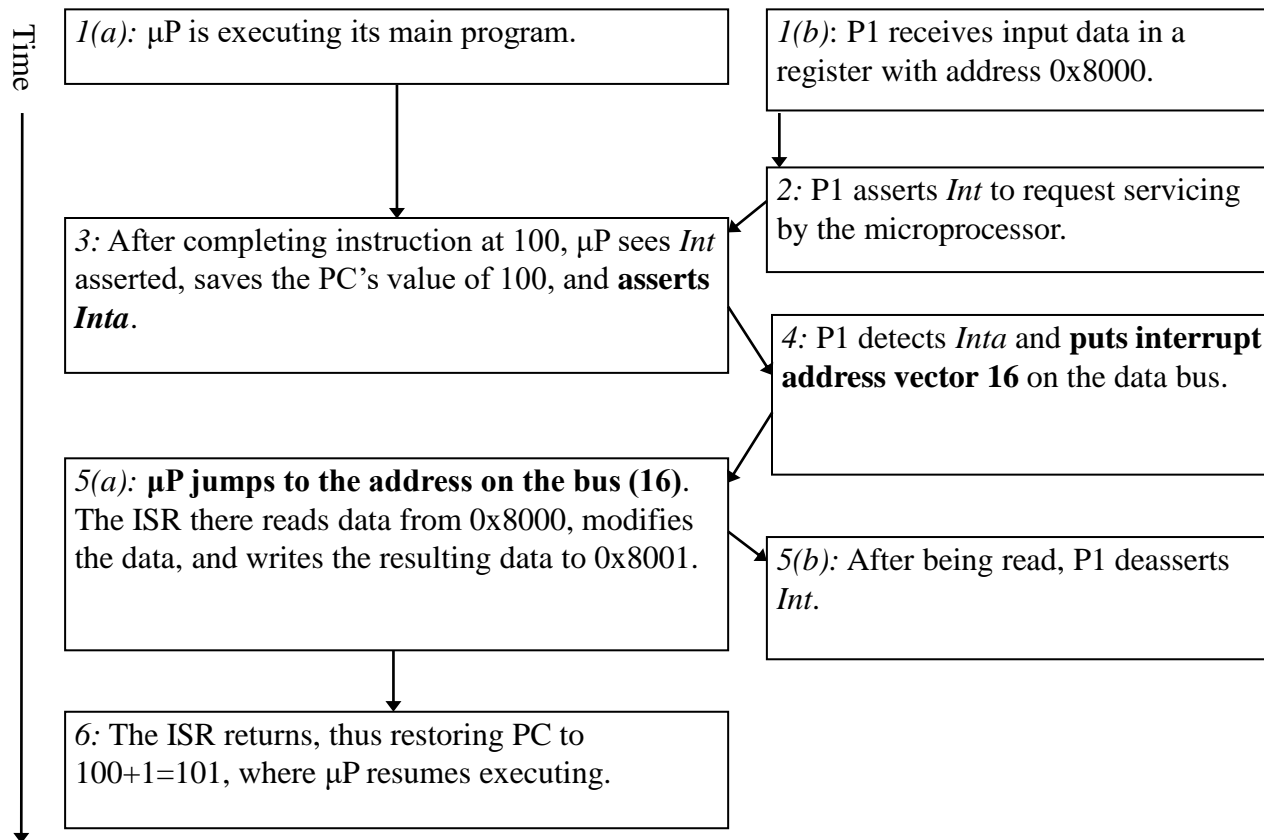 Time
1(a): μP is executing its main program.
1(b): P1 receives input data in a
register with address 0x8000.
2: P1 asserts Int to request servicing
by the microprocessor.
3: After completing instruction at 100, μP sees Int
asserted, saves the PC’s value of 100, and asserts
Inta.
4: P1 detects Inta and puts interrupt
address vector 16 on the data bus.
5(a): μP jumps to the address on the bus (16).
The ISR there reads data from 0x8000, modifies
the data, and writes the resulting data to 0x8001.
5(b): After being read, P1 deasserts
Int.
6: The ISR returns, thus restoring PC to
100+1=101, where μP resumes executing.